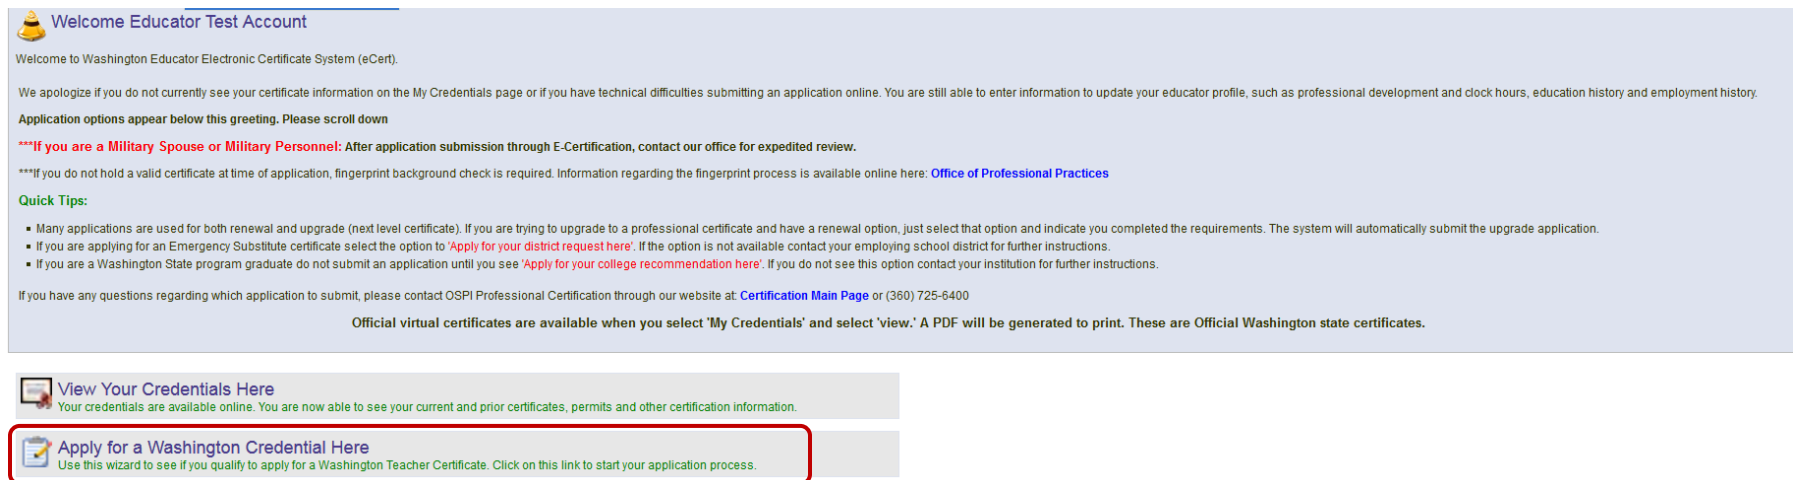 Welcome Educator Test Account
Welcome to Washington Educator Electronic Certificate System (eCert).
We apologize if you do not currently see your certificate information on the My Credentials page or if you have technical difficulties submitting an application online. You are still able to enter information to update your educator profile, such as professional development and clock hours, education history and employment history.
Application options appear below this greeting. Please scroll down
***If you are a Military Spouse or Military Personnel: After application submission through E-Certification, contact our office for expedited review.
***If you do not hold a valid certificate at time of application, fingerprint background check is required. Information regarding the fingerprint process is available online here: Office of Professional Practices
Quick Tips:
▪ Many applications are used for both renewal and upgrade (next level certificate). If you are trying to upgrade to a professional certificate and have a renewal option, just select that option and indicate you completed the requirements. The system will automatically submit the upgrade application.
▪ If you are applying for an Emergency Substitute certificate select the option to 'Apply for your district request here'. If the option is not available contact your employing school district for further instructions.
▪ If you are a Washington State program graduate do not submit an application until you see 'Apply for your college recommendation here'. If you do not see this option contact your institution for further instructions.
If you have any questions regarding which application to submit, please contact OSPI Professional Certification through our website at: Certification Main Page or (360) 725-6400
Official virtual certificates are available when you select 'My Credentials' and select 'view.' A PDF will be generated to print. These are Official Washington state certificates.
View Your Credentials Here
Your credentials are available online. You are now able to see your current and prior certificates, permits and other certification information.
Apply for a Washington Credential Here
Use this wizard to see if you qualify to apply for a Washington Teacher Certificate. Click on this link to start your application process.